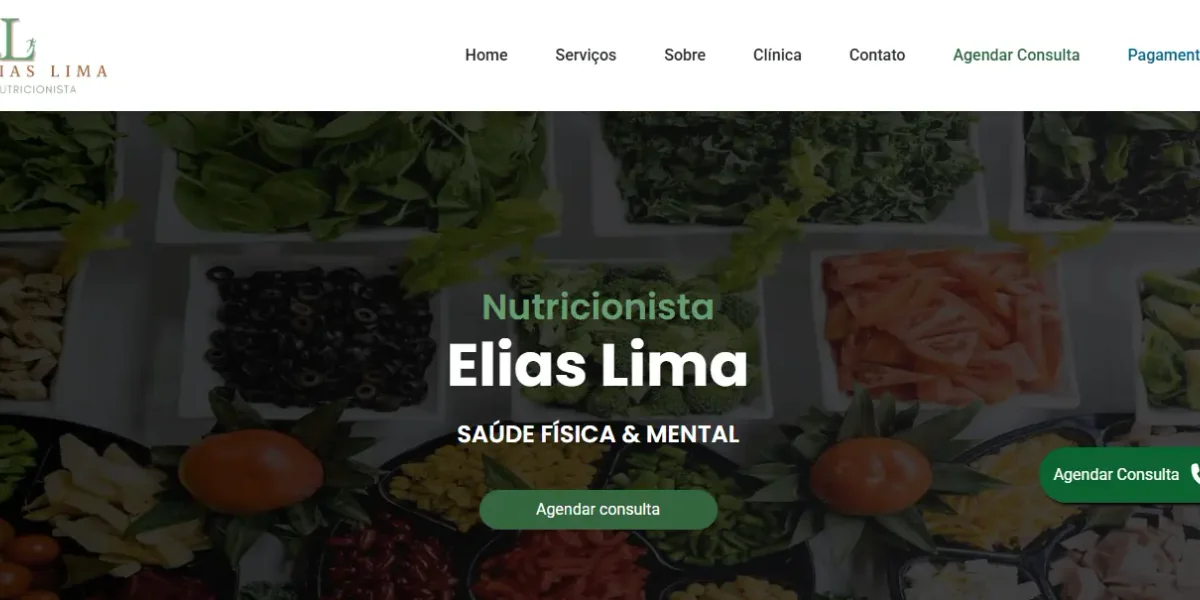 L
IAS LIMA
UTRICIONISTA
Home
Serviços
Sobre
Clínica
Contato
Agendar Consulta
Pagament
Nutricionista
Elias Lima
SAÚDE FÍSICA & MENTAL
Agendar consulta
Agendar Consulta